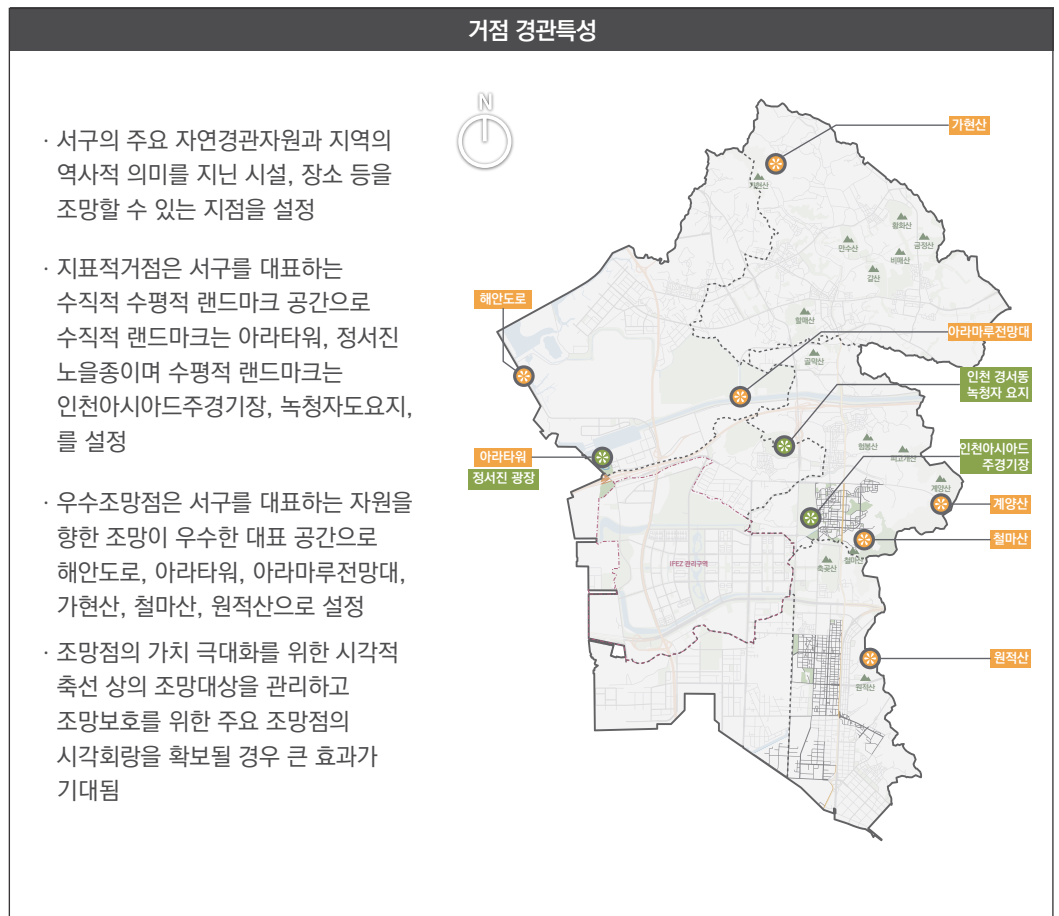 거점 경관특성
· 서구의 주요 자연경관자원과 지역의
역사적 의미를 지닌 시설, 장소 등을
조망할 수 있는 지점을 설정
· 지표적거점은 서구를 대표하는
수직적 수평적 랜드마크 공간으로
수직적 랜드마크는 아라타워, 정서진
노을종이며 수평적 랜드마크는
인천아시아드주경기장, 녹청자도요지,
를 설정
· 우수조망점은 서구를 대표하는 자원을
향한 조망이 우수한 대표 공간으로
해안도로, 아라타워, 아라마루전망대,
가현산, 철마산, 원적산으로 설정
· 조망점의 가치 극대화를 위한 시각적
축선 상의 조망대상을 관리하고
조망보호를 위한 주요 조망점의
시각회랑을 확보될 경우 큰 효과가
기대됨
N
가현산
가현산
황화산
금정산
만수산
비매산
갈산
해안도로
할메산
아라마루전망대
골막산
인천 경서동
녹청자 요지
형봉산
인천아시아드
주경기장
아라타워
정서진 광장
계양산
계양산
철마산
철마산
축곶산
IFEZ 관리구역
원적산
원적산